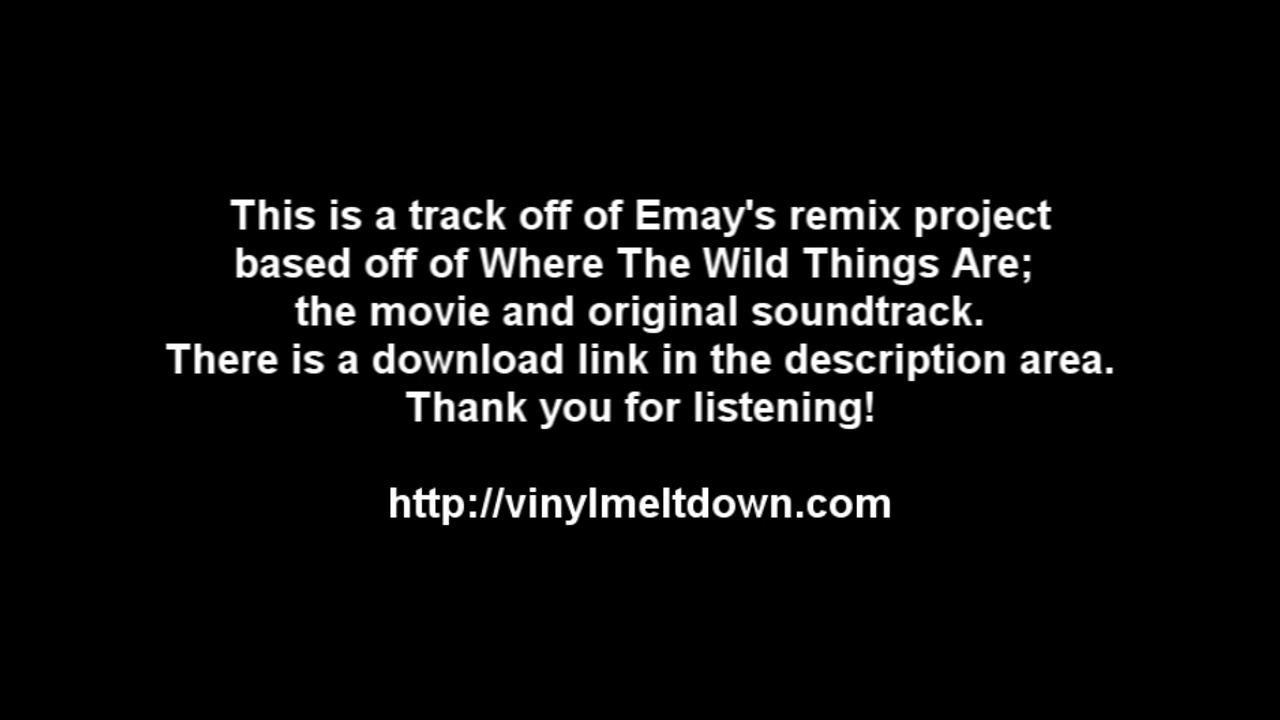 This is a track off of Emay's remix project
based off of Where The Wild Things Are;
the movie and original soundtrack.
There is a download link in the description area.
Thank you for listening!
http://vinylmeltdown.com